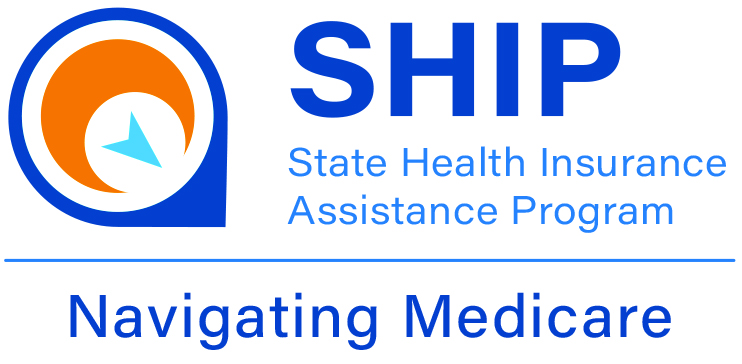 SHIP
State Health Insurance
Assistance Program
Navigating Medicare